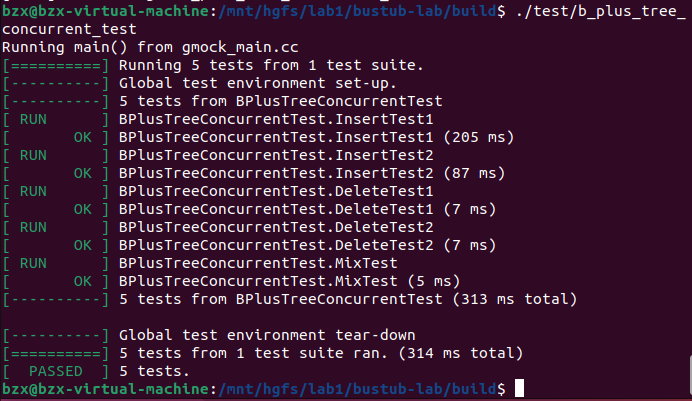 bzx@bzx-virtual-machine:/mnt/hgfs/lab1/bustub-lab/build$ ./test/b_plus_tree_
concurrent_test
Running main() from gmock_main.cc
[==========] Running 5 tests from 1 test suite.
[----------] Global test environment set-up.
[----------] 5 tests from BPlusTreeConcurrentTest
[ RUN      ] BPlusTreeConcurrentTest.InsertTest1
[       OK ] BPlusTreeConcurrentTest.InsertTest1 (205 ms)
[ RUN      ] BPlusTreeConcurrentTest.InsertTest2
[       OK ] BPlusTreeConcurrentTest.InsertTest2 (87 ms)
[ RUN      ] BPlusTreeConcurrentTest.DeleteTest1
[       OK ] BPlusTreeConcurrentTest.DeleteTest1 (7 ms)
[ RUN      ] BPlusTreeConcurrentTest.DeleteTest2
[       OK ] BPlusTreeConcurrentTest.DeleteTest2 (7 ms)
[ RUN      ] BPlusTreeConcurrentTest.MixTest
[       OK ] BPlusTreeConcurrentTest.MixTest (5 ms)
[----------] 5 tests from BPlusTreeConcurrentTest (313 ms total)
[----------] Global test environment tear-down
[==========] 5 tests from 1 test suite ran. (314 ms total)
[  PASSED  ] 5 tests.
bzx@bzx-virtual-machine:/mnt/hgfs/lab1/bustub-lab/build$